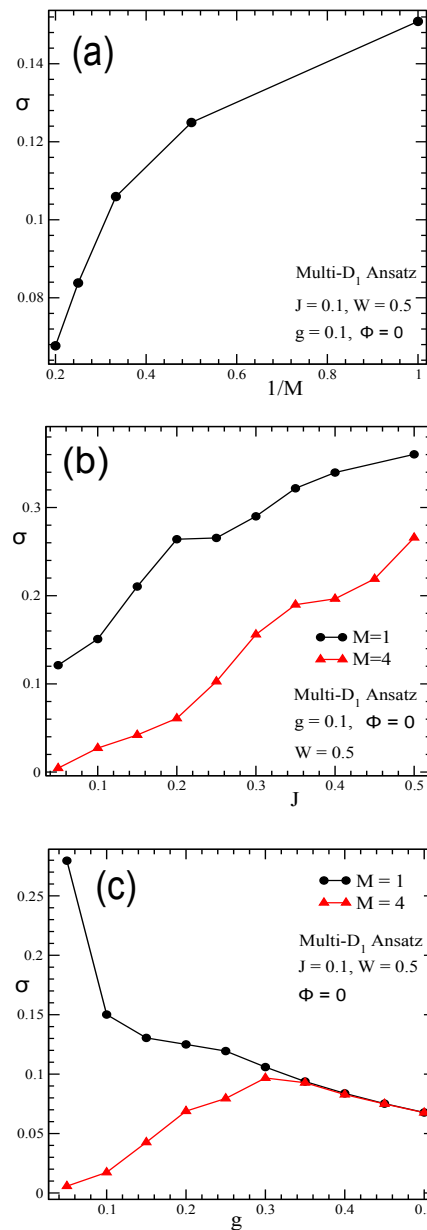 (a)
0.14
σ
0.12
0.1
0.08
Multi-D₁ Ansatz
J = 0.1, W = 0.5
g = 0.1, Φ = 0
0.2 0.4 0.6 0.8 1
1/M
(b)
0.3
σ
0.2
0.1
0
M=1
M=4
Multi-D₁ Ansatz
g = 0.1, Φ = 0
W = 0.5
0.1 0.2 0.3 0.4 0.5
J
(c)
0.25
0.2
σ
0.15
0.1
0.05
0
M = 1
M = 4
Multi-D₁ Ansatz
J = 0.1, W = 0.5
Φ = 0
0.1 0.2 0.3 0.4
g